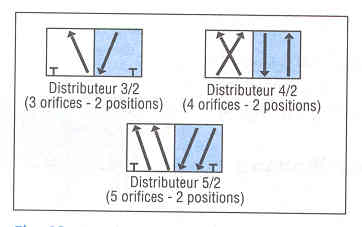 Distributeur 3/2
(3 orifices - 2 positions)
Distributeur 4/2
(4 orifices - 2 positions)
Distributeur 5/2
(5 orifices - 2 positions)